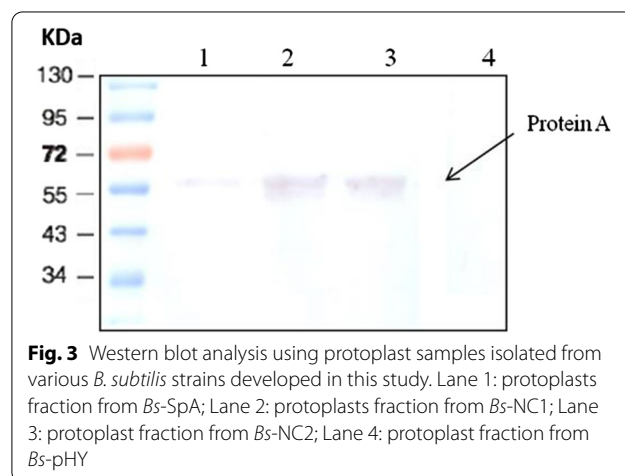 KDa
1 2 3 4
130
95
72
55
43
34
Protein A
Fig. 3 Western blot analysis using protoplast samples isolated from
various B. subtilis strains developed in this study. Lane 1: protoplasts
fraction from Bs-SpA; Lane 2: protoplasts fraction from Bs-NC1; Lane
3: protoplast fraction from Bs-NC2; Lane 4: protoplast fraction from
Bs-pHY